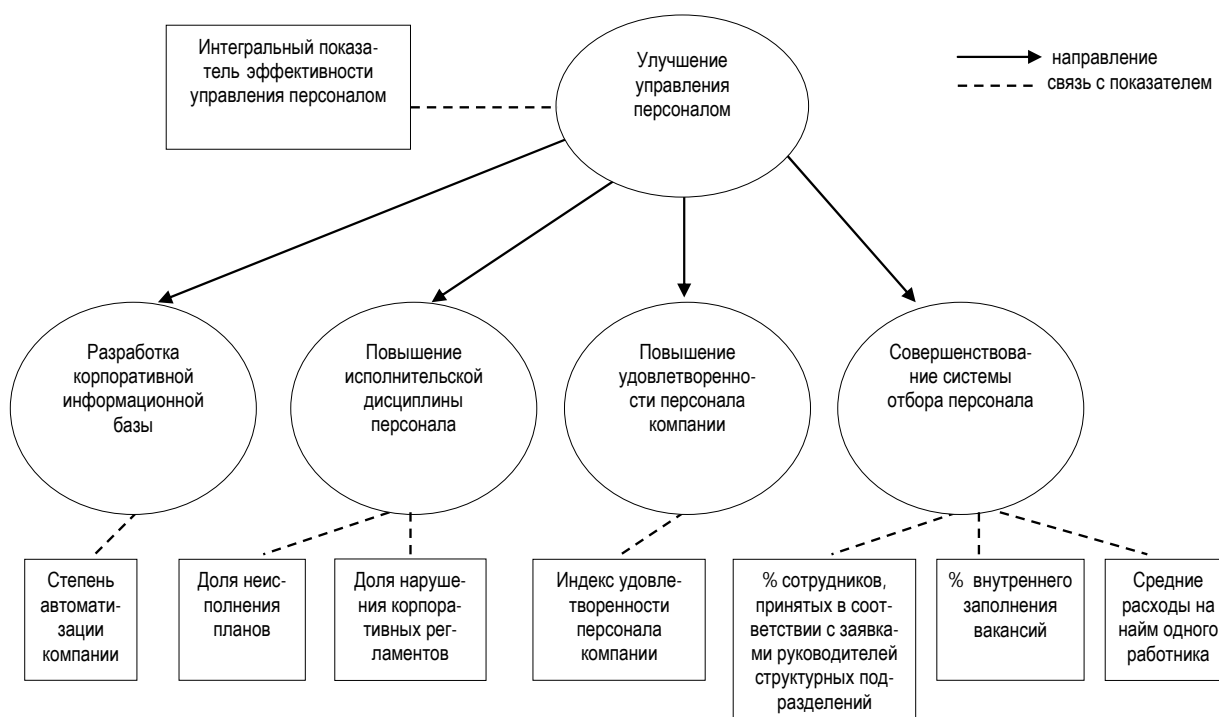 Интегральный показа-
тель эффективности
управления персоналом
Улучшение
управления
персоналом
направление
связь с показателем
Разработка
корпоративной
информационной
базы
Повышение
исполнительской
дисциплины
персонала
Повышение
удовлетворенно-
сти персонала
компании
Совершенствова-
ние системы
отбора персонала
Степень
автомати-
зации
компании
Доля неис-
полнения
планов
Доля наруше-
ния корпора-
тивных рег-
ламентов
Индекс удовле-
творенности
персонала
компании
% сотрудников,
принятых в соот-
ветствии с заявка-
ми руководителей
структурных под-
разделений
% внутреннего
заполнения
вакансий
Средние
расходы на
найм одного
работника